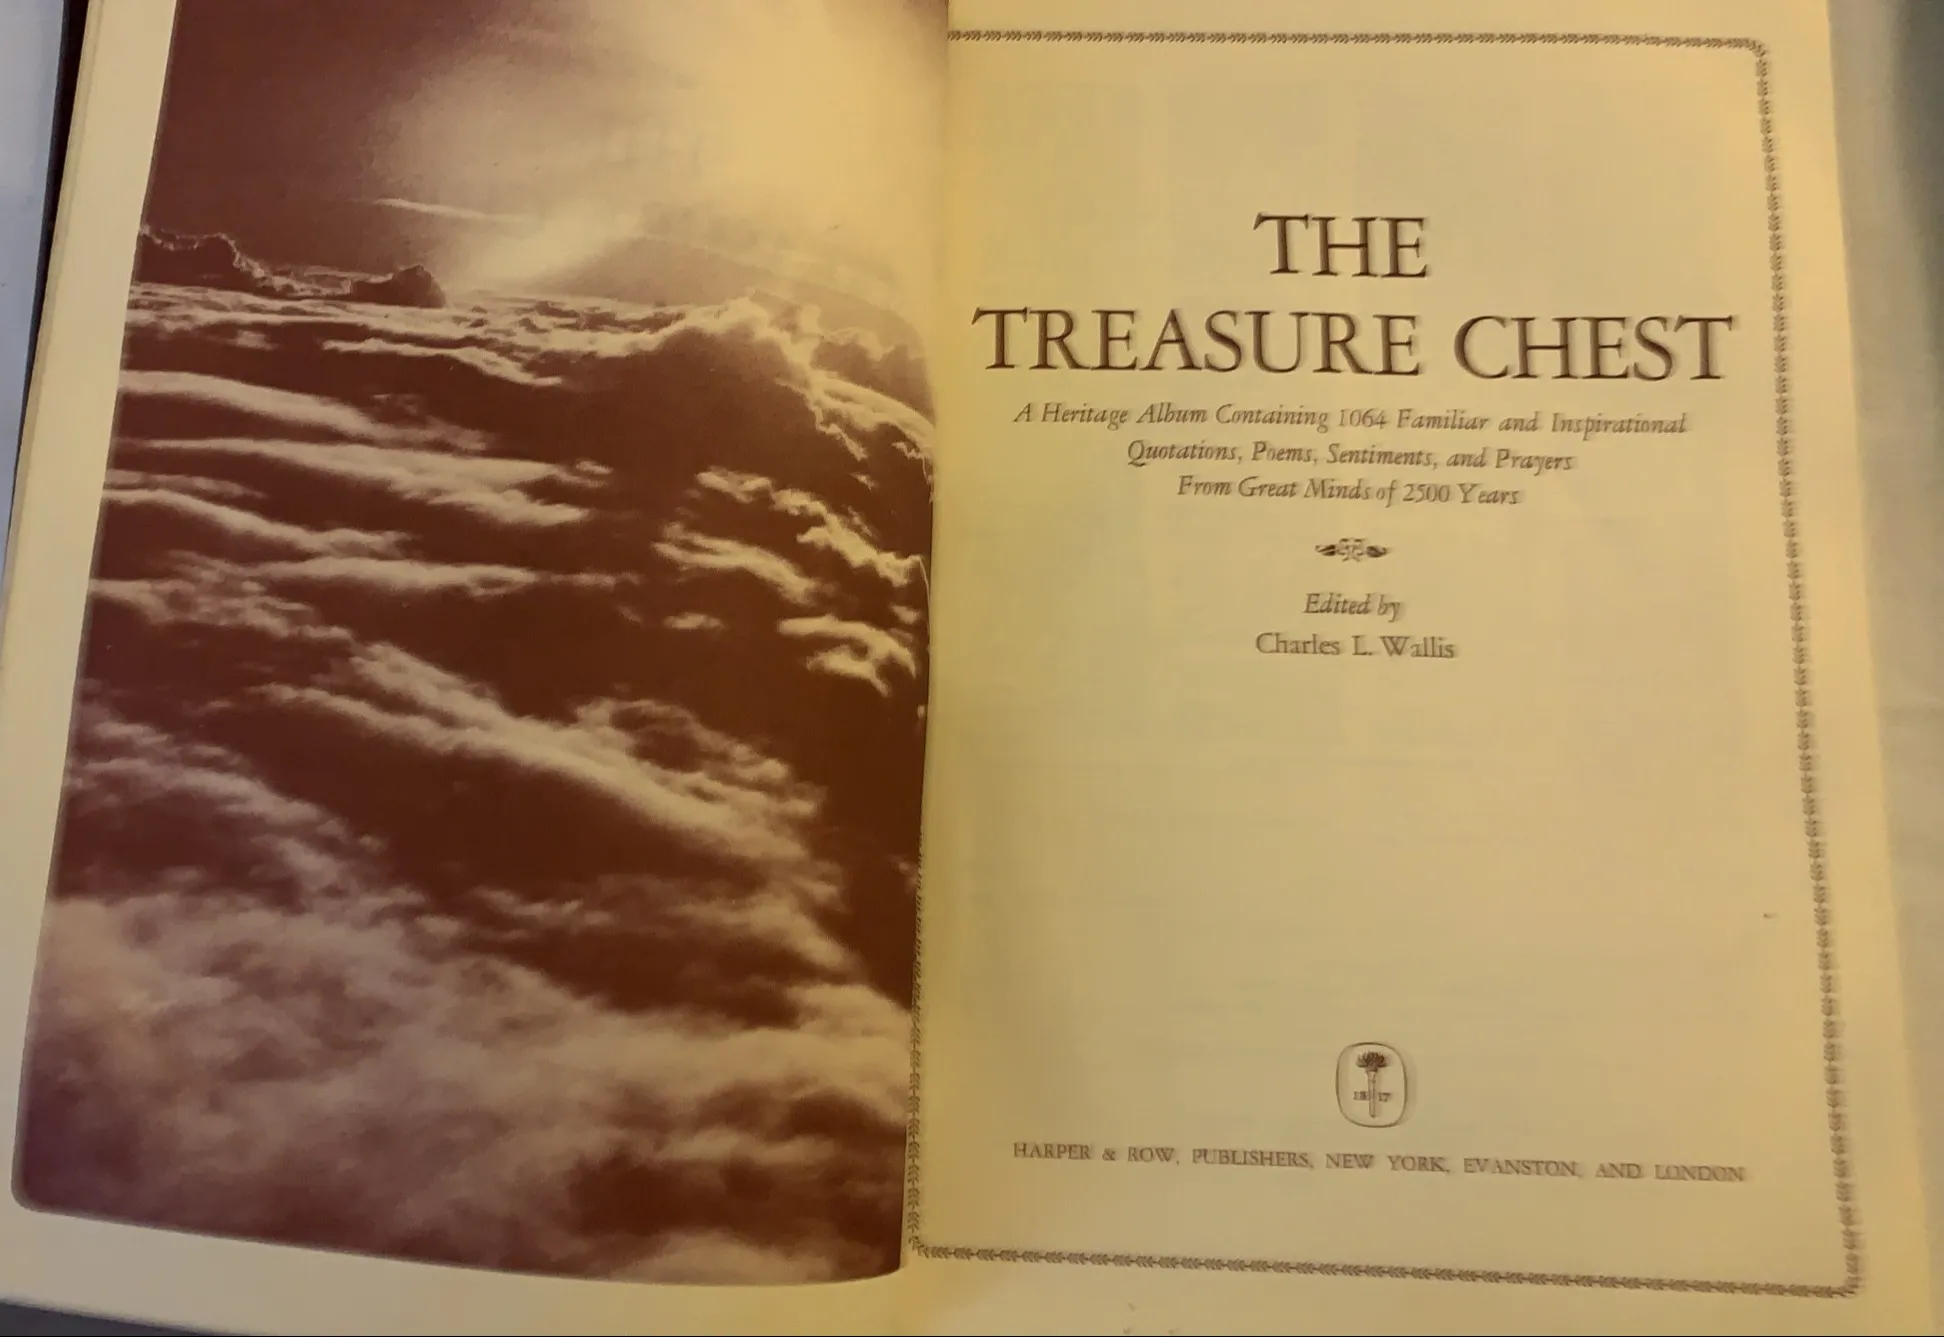 THE
TREASURE CHEST
A Heritage Album Containing 1064 Familiar and Inspirational
Quotations, Poems, Sentiments, and Prayers
From Great Minds of 2500 Years
Edited by
Charles L. Wallis
18 17
HARPER & ROW, PUBLISHERS, NEW YORK, EVANSTON, AND LONDON